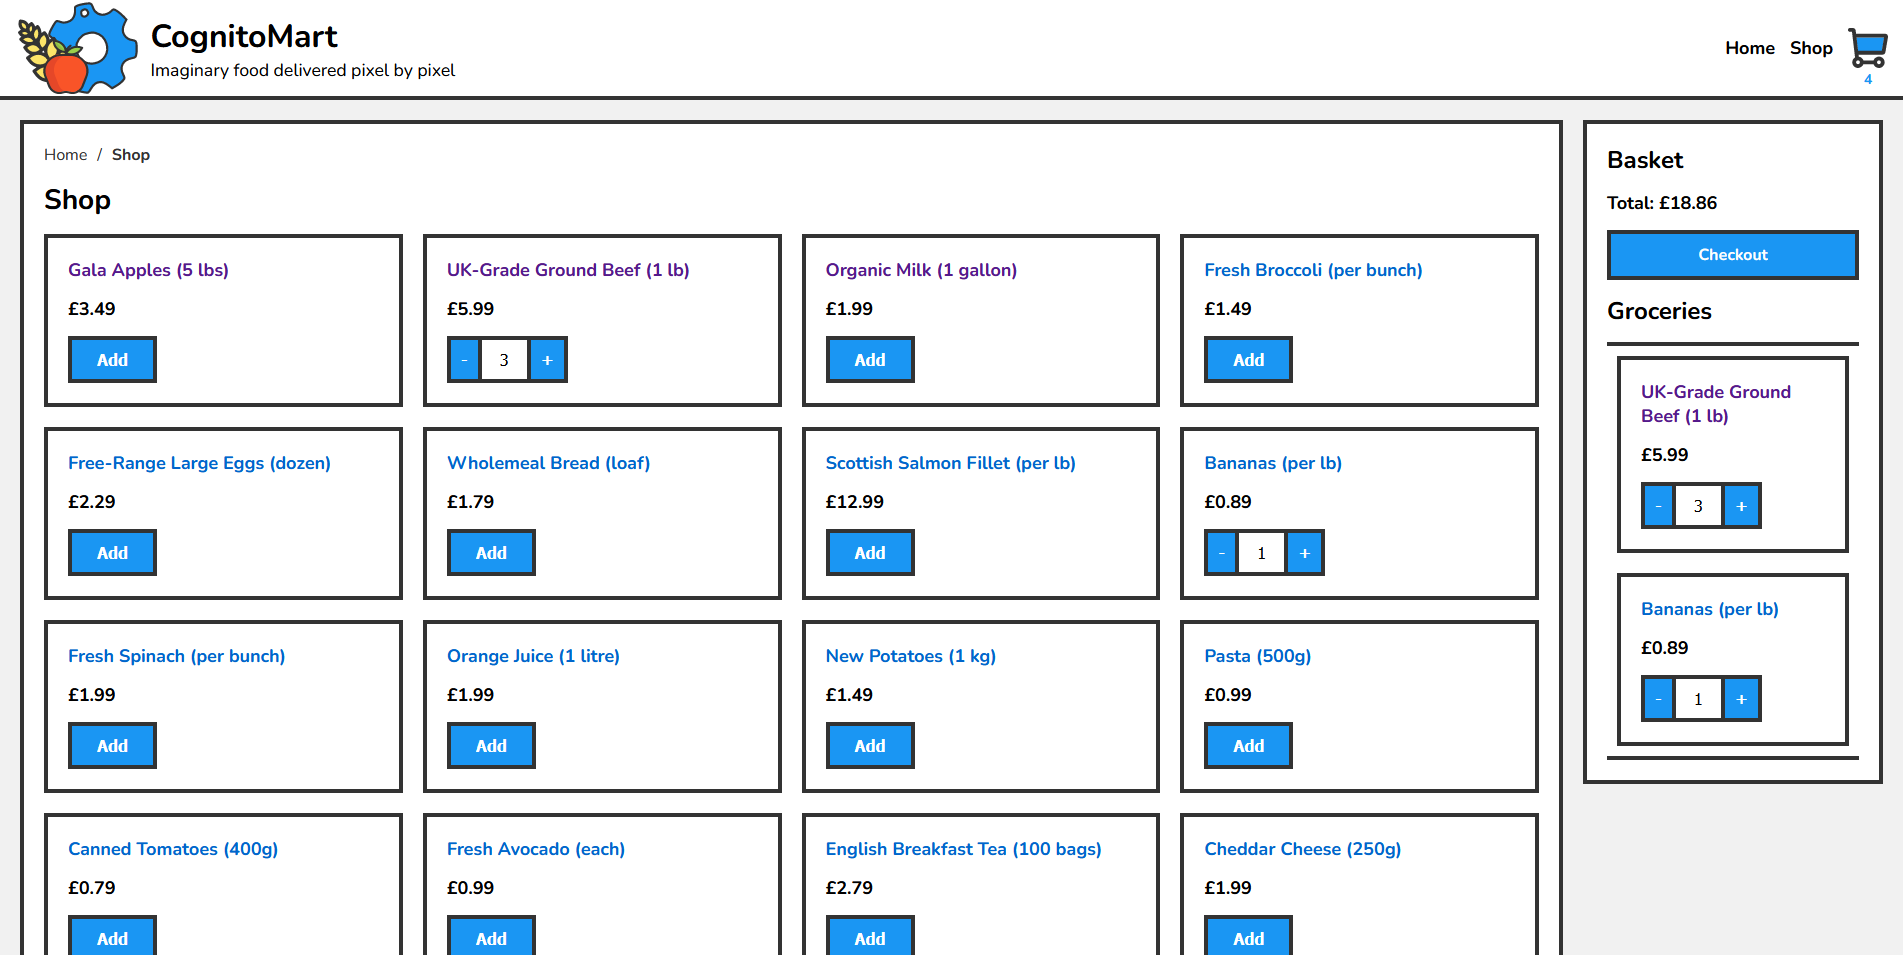 CognitoMart
Imaginary food delivered pixel by pixel
Home Shop
4
Home / Shop
Shop
Gala Apples (5 lbs)
£3.49
Add
UK-Grade Ground Beef (1 lb)
£5.99
- 3 +
Organic Milk (1 gallon)
£1.99
Add
Fresh Broccoli (per bunch)
£1.49
Add
Free-Range Large Eggs (dozen)
£2.29
Add
Wholemeal Bread (loaf)
£1.79
Add
Scottish Salmon Fillet (per lb)
£12.99
Add
Bananas (per lb)
£0.89
- 1 +
Fresh Spinach (per bunch)
£1.99
Add
Orange Juice (1 litre)
£1.99
Add
New Potatoes (1 kg)
£1.49
Add
Pasta (500g)
£0.99
Add
Canned Tomatoes (400g)
£0.79
Add
Fresh Avocado (each)
£0.99
Add
English Breakfast Tea (100 bags)
£2.79
Add
Cheddar Cheese (250g)
£1.99
Add
Basket
Total: £18.86
Checkout
Groceries
UK-Grade Ground
Beef (1 lb)
£5.99
- 3 +
Bananas (per lb)
£0.89
- 1 +